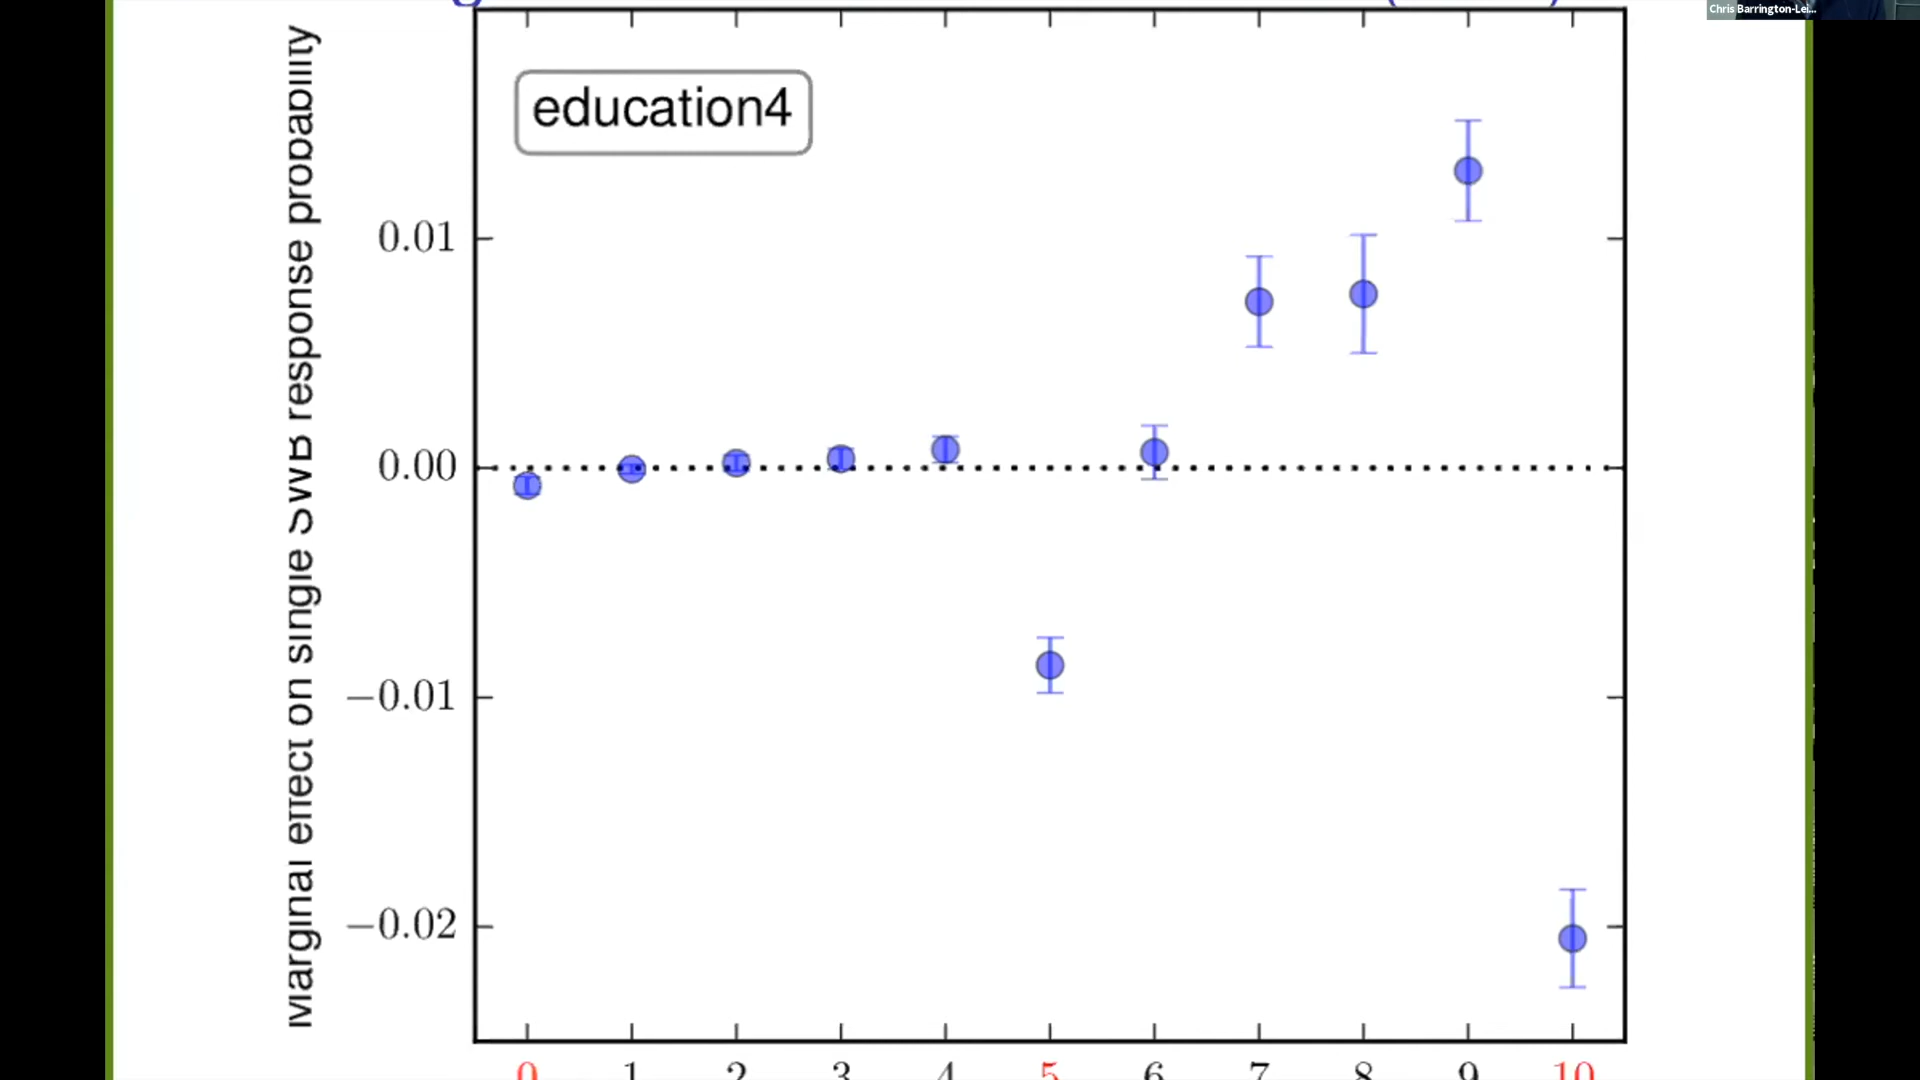 Chris Barrington-Lei...
education4
Marginal effect on single SWB response probability
0.01
0.00
−0.01
−0.02
0 1 2 3 4 5 6 7 8 9 10